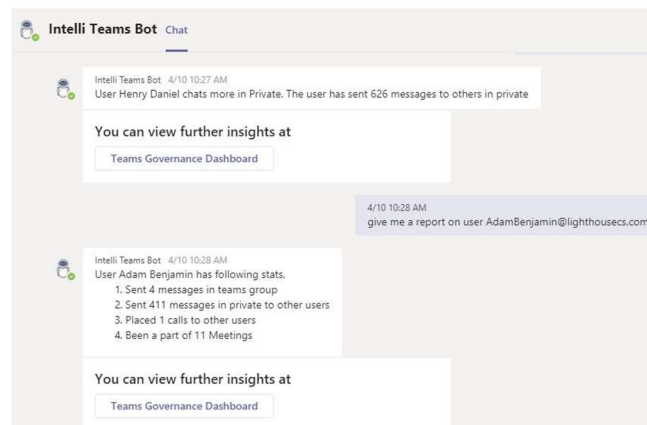 Intelli Teams Bot Chat
Intelli Teams Bot 4/10 10:27 AM
User Henry Daniel chats more in Private. The user has sent 626 messages to others in private
You can view further insights at
Teams Governance Dashboard
4/10 10:28 AM
give me a report on user AdamBenjamin@lighthousecs.com
Intelli Teams Bot 4/10 10:28 AM
User Adam Benjamin has following stats,
1. Sent 4 messages in teams group
2. Sent 411 messages in private to other users
3. Placed 1 calls to other users
4. Been a part of 11 Meetings
You can view further insights at
Teams Governance Dashboard